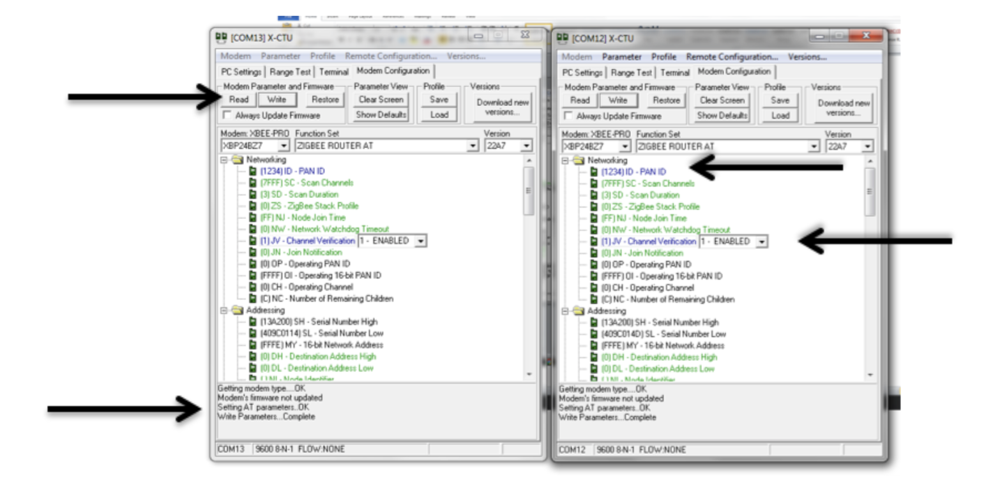 [COM13] X-CTU
Modem Parameter Profile Remote Configuration... Versions...
PC Settings Range Test Terminal Modem Configuration
Modem Parameter and Firmware Parameter View Profile Versions
Read Write Restore Clear Screen Save Download new versions...
Always Update Firmware Show Defaults Load
Modem: XBEE-PRO Function Set Version
XBP24BZ7 ZIGBEE ROUTER AT 22A7
Networking
(1234) ID - PAN ID
(7FFF) SC - Scan Channels
(3) SD - Scan Duration
(0) ZS - ZigBee Stack Profile
(FF) NJ - Node Join Time
(0) NW - Network Watchdog Timeout
(1) JV - Channel Verification 1 - ENABLED
(0) JN - Join Notification
(0) OP - Operating PAN ID
(FFFF) OI - Operating 16-bit PAN ID
(0) CH - Operating Channel
(C) NC - Number of Remaining Children
Addressing
(13A200) SH - Serial Number High
(409C0114) SL - Serial Number Low
(FFFE) MY - 16-bit Network Address
(0) DH - Destination Address High
(0) DL - Destination Address Low
( ) NI - Node Identifier
Getting modem type....OK
Modem's firmware not updated
Setting AT parameters..OK
Write Parameters...Complete
COM13 9600 8-N-1 FLOW:NONE
[COM12] X-CTU
Modem Parameter Profile Remote Configuration... Versions...
PC Settings Range Test Terminal Modem Configuration
Modem Parameter and Firmware Parameter View Profile Versions
Read Write Restore Clear Screen Save Download new versions...
Always Update Firmware Show Defaults Load
Modem: XBEE-PRO Function Set Version
XBP24BZ7 ZIGBEE ROUTER AT 22A7
Networking
(1234) ID - PAN ID
(7FFF) SC - Scan Channels
(3) SD - Scan Duration
(0) ZS - ZigBee Stack Profile
(FF) NJ - Node Join Time
(0) NW - Network Watchdog Timeout
(1) JV - Channel Verification 1 - ENABLED
(0) JN - Join Notification
(0) OP - Operating PAN ID
(FFFF) OI - Operating 16-bit PAN ID
(0) CH - Operating Channel
(C) NC - Number of Remaining Children
Addressing
(13A200) SH - Serial Number High
(409C014D) SL - Serial Number Low
(FFFE) MY - 16-bit Network Address
(0) DH - Destination Address High
(0) DL - Destination Address Low
( ) NI - Node Identifier
Getting modem type....OK
Modem's firmware not updated
Setting AT parameters..OK
Write Parameters...Complete
COM12 9600 8-N-1 FLOW:NONE